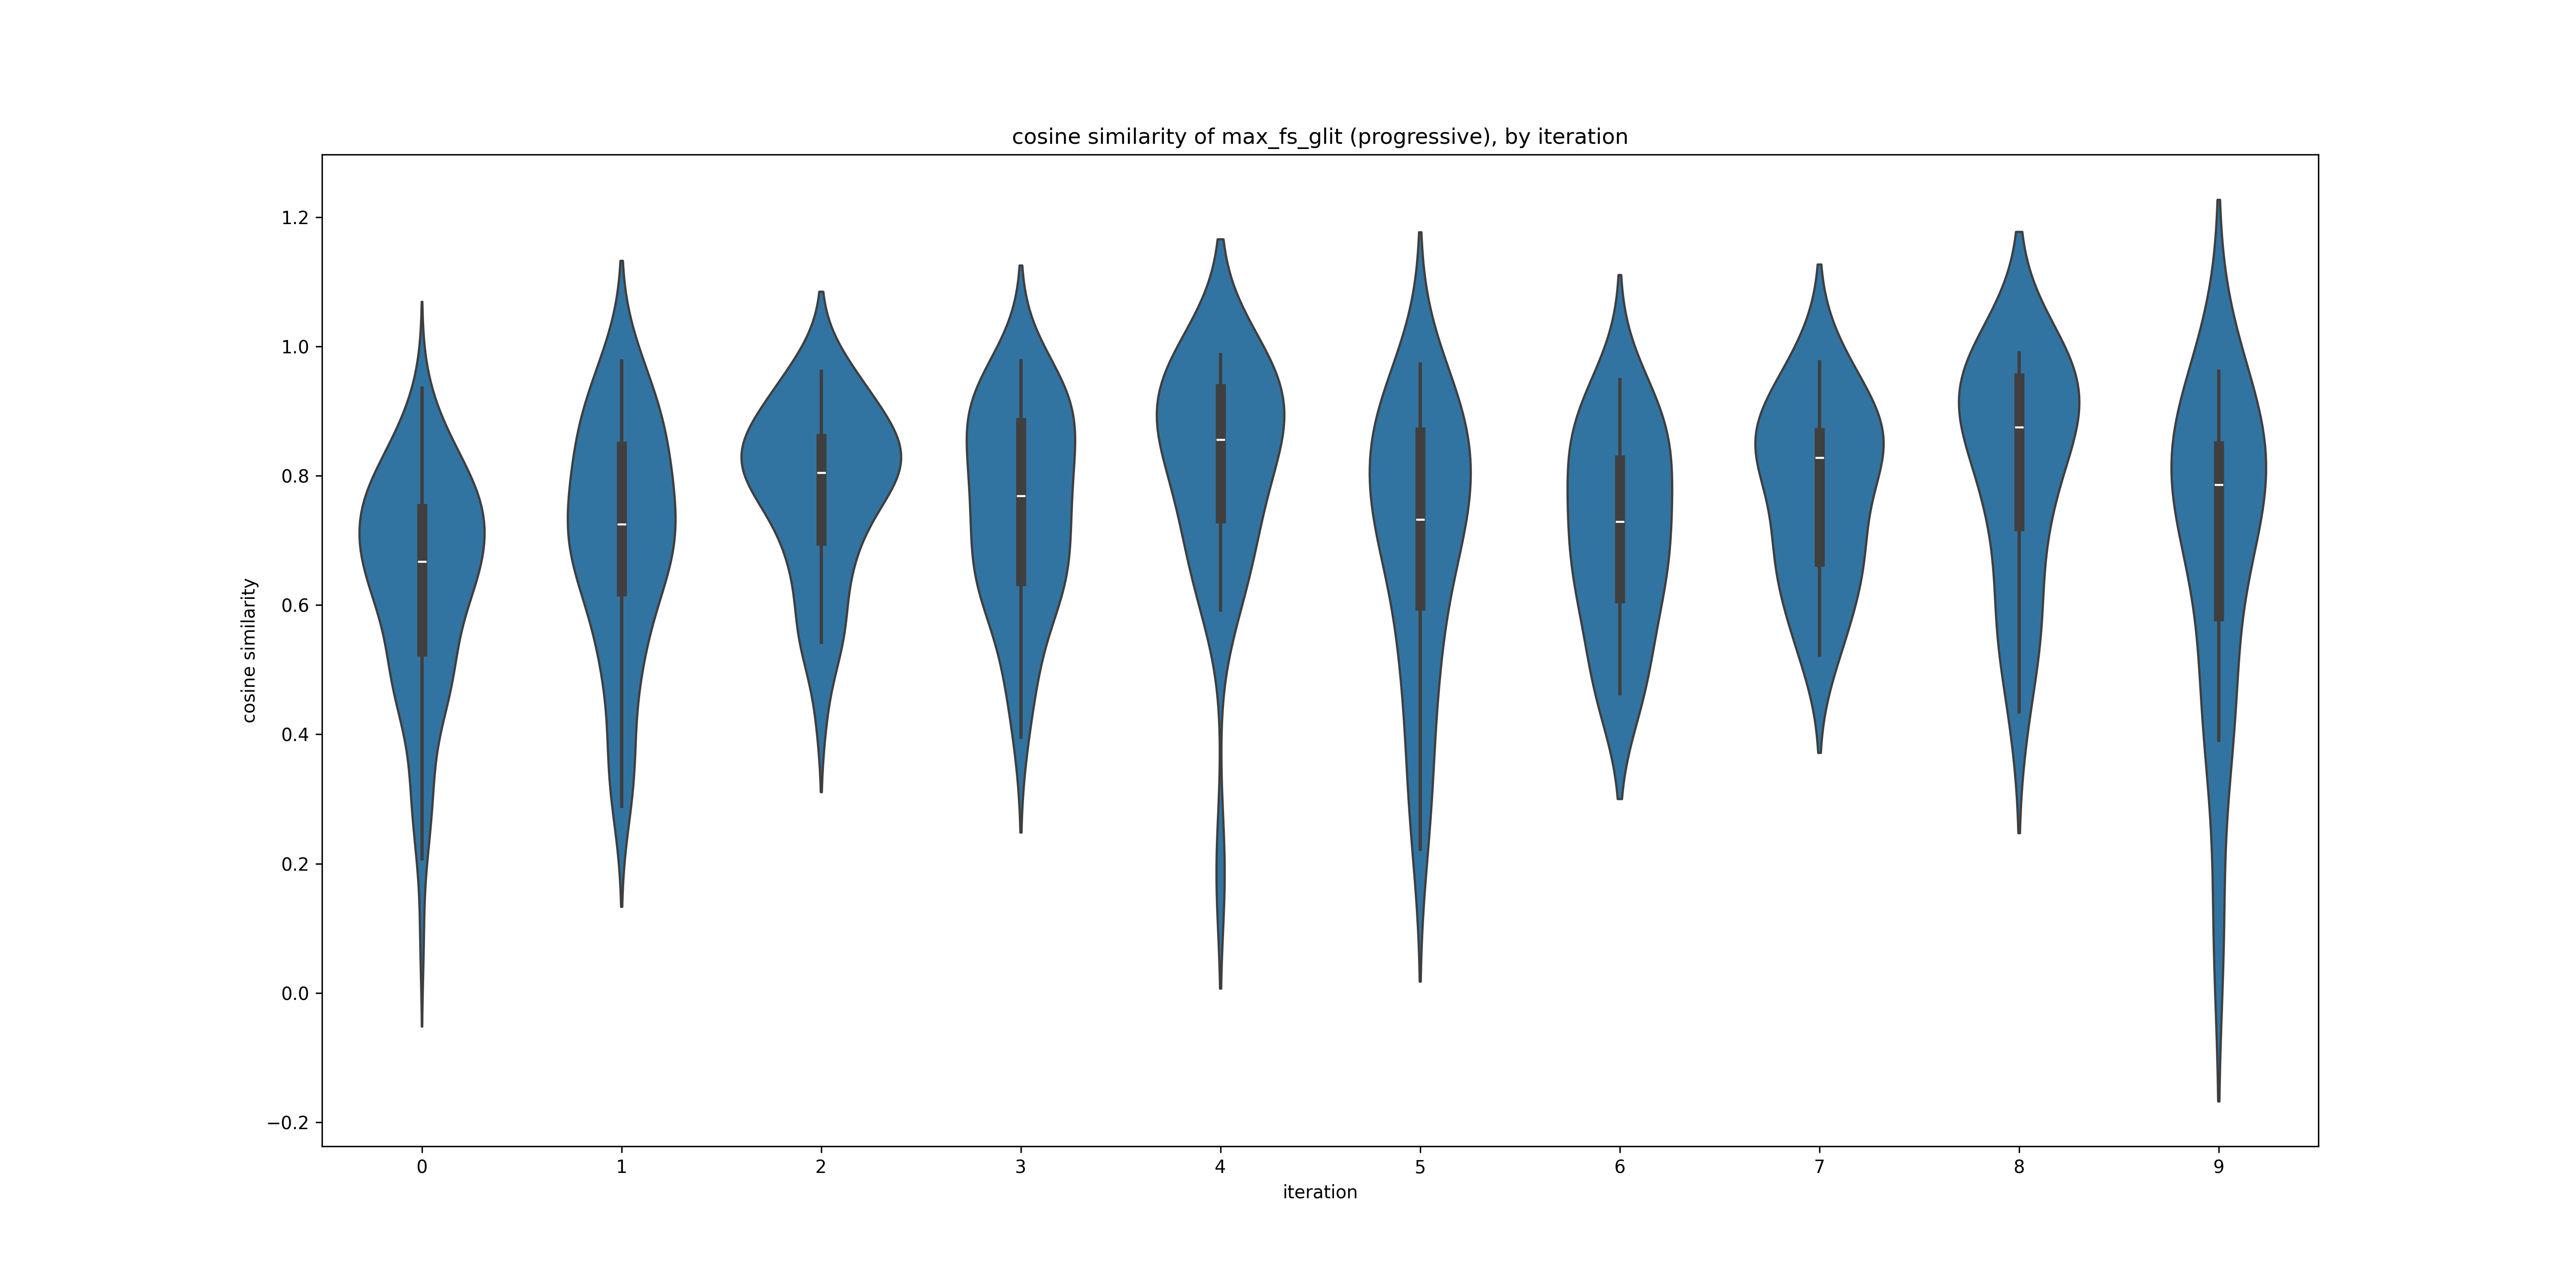 cosine similarity of max_fs_glit (progressive), by iteration
1.2
1.0
0.8
0.6
0.4
0.2
0.0
−0.2
cosine similarity
0 1 2 3 4 5 6 7 8 9
iteration